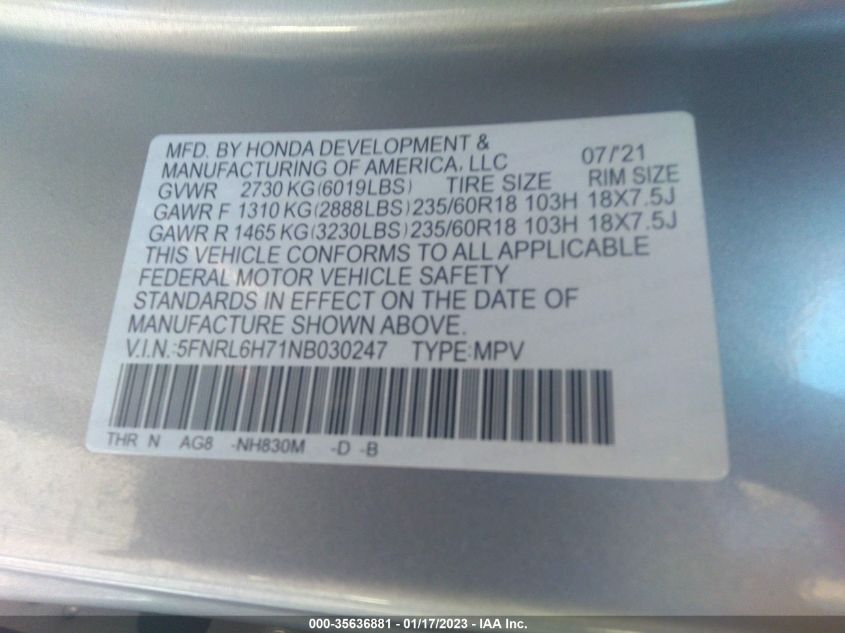 MFD. BY HONDA DEVELOPMENT &
MANUFACTURING OF AMERICA, LLC 07/'21
GVWR 2730 KG(6019LBS) TIRE SIZE RIM SIZE
GAWR F 1310 KG(2888LBS)235/60R18 103H 18X7.5J
GAWR R 1465 KG(3230LBS)235/60R18 103H 18X7.5J
THIS VEHICLE CONFORMS TO ALL APPLICABLE
FEDERAL MOTOR VEHICLE SAFETY
STANDARDS IN EFFECT ON THE DATE OF
MANUFACTURE SHOWN ABOVE.
V.I.N.:5FNRL6H71NB030247 TYPE:MPV
THR N AG8 -NH830M -D -B
000-35636881 - 01/17/2023 - IAA Inc.